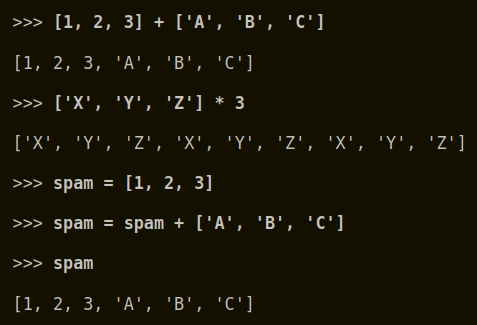 >>> [1, 2, 3] + ['A', 'B', 'C']
[1, 2, 3, 'A', 'B', 'C']
>>> ['X', 'Y', 'Z'] * 3
['X', 'Y', 'Z', 'X', 'Y', 'Z', 'X', 'Y', 'Z']
>>> spam = [1, 2, 3]
>>> spam = spam + ['A', 'B', 'C']
>>> spam
[1, 2, 3, 'A', 'B', 'C']